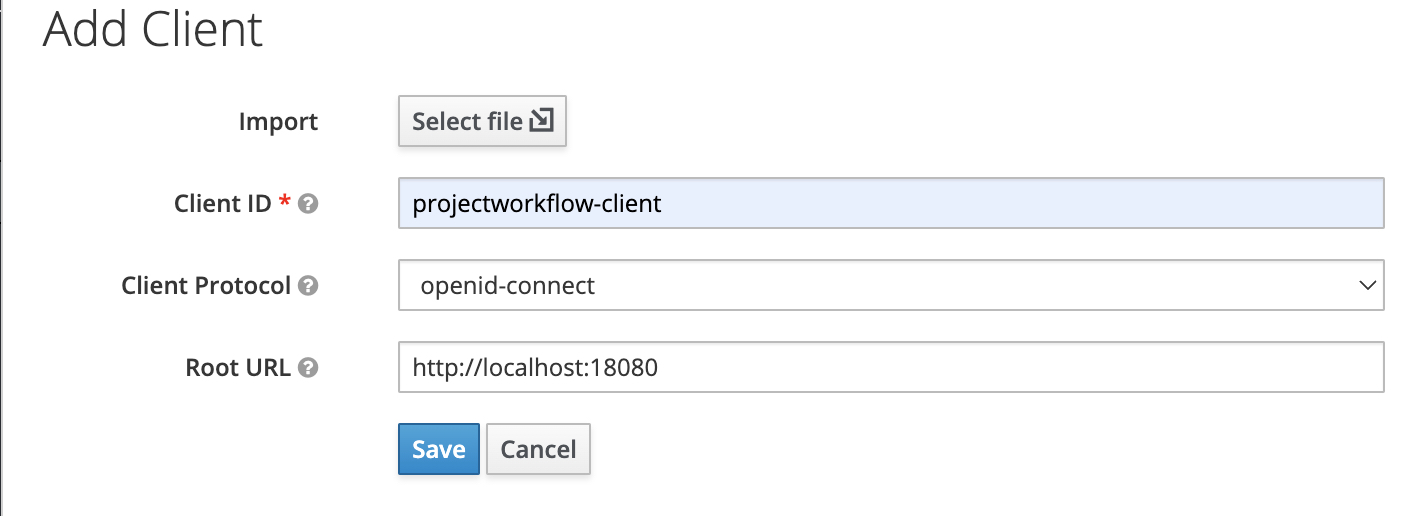 Add Client
Import Select file
Client ID * projectworkflow-client
Client Protocol openid-connect
Root URL http://localhost:18080
Save Cancel